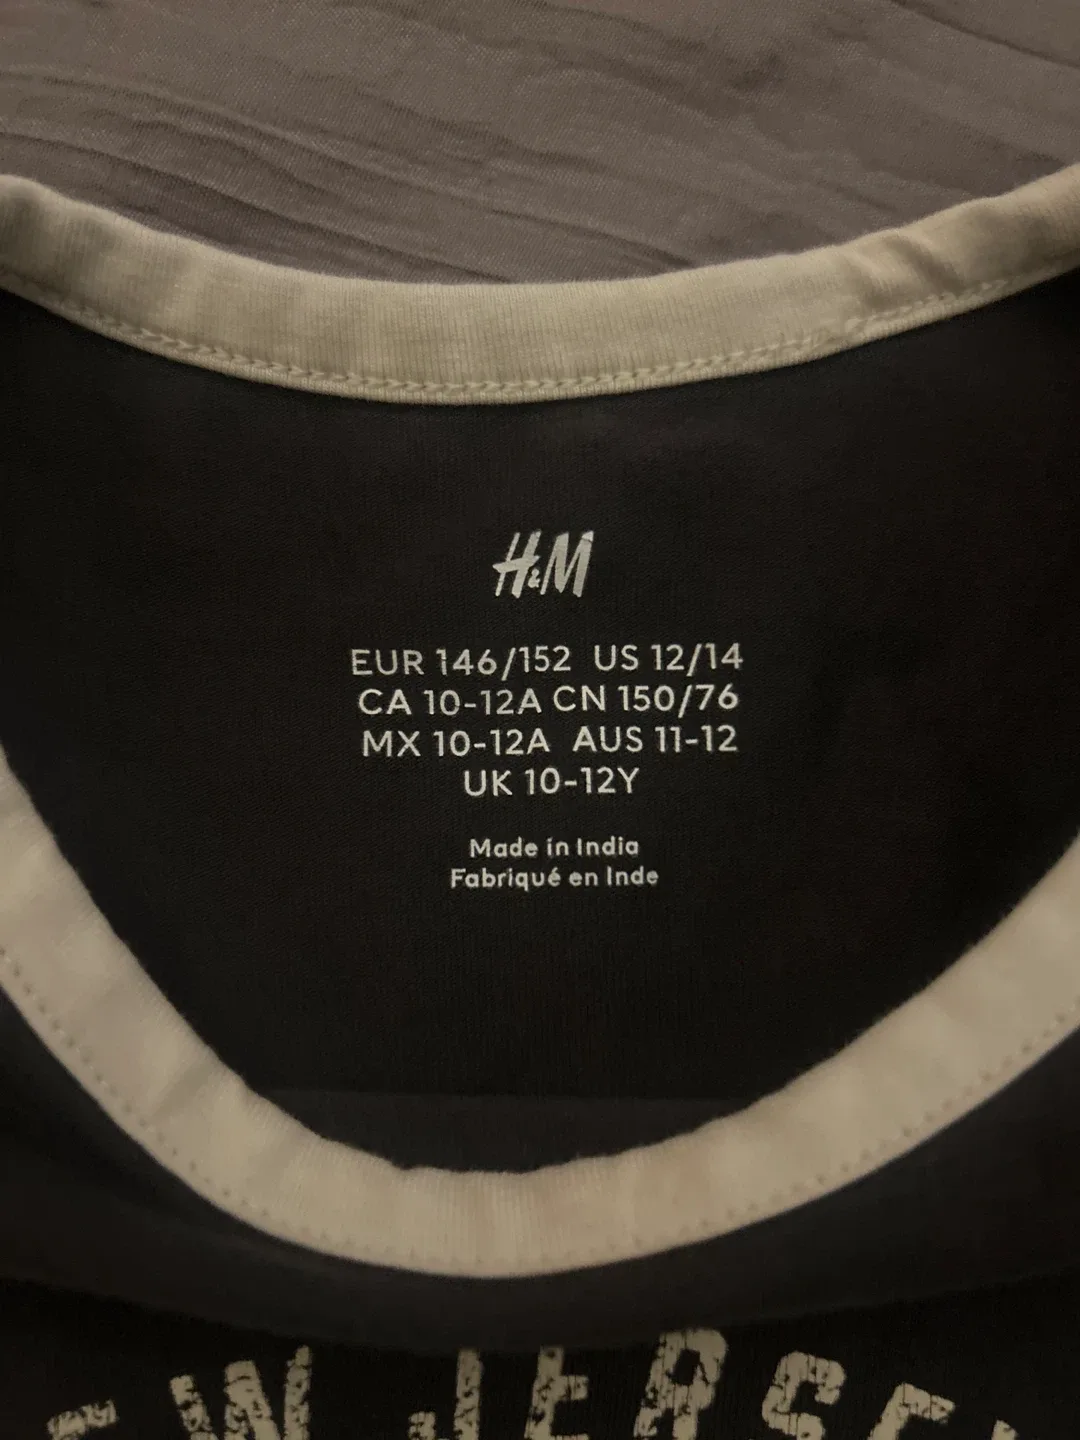 H&M
EUR 146/152 US 12/14
CA 10-12A CN 150/76
MX 10-12A AUS 11-12
UK 10-12Y
Made in India
Fabriqué en Inde
JERSE